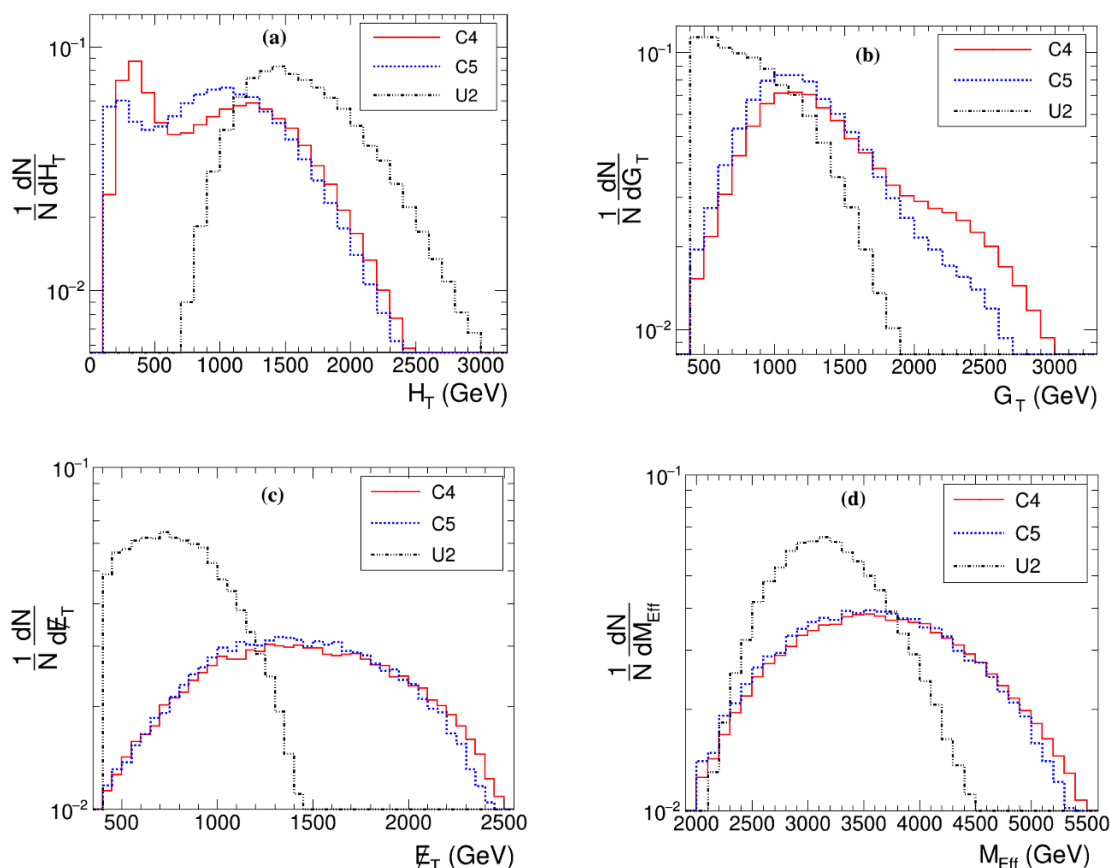 (a)
C4
C5
U2
10⁻¹
10⁻²
1/N dN/dH_T
0 500 1000 1500 2000 2500 3000
H_T (GeV)
(b)
C4
C5
U2
10⁻¹
10⁻²
1/N dN/dG_T
500 1000 1500 2000 2500 3000
G_T (GeV)
(c)
C4
C5
U2
10⁻¹
10⁻²
1/N dN/dE̸_T
500 1000 1500 2000 2500
E̸_T (GeV)
(d)
C4
C5
U2
10⁻¹
10⁻²
1/N dN/dM_Eff
2000 2500 3000 3500 4000 4500 5000 5500
M_Eff (GeV)